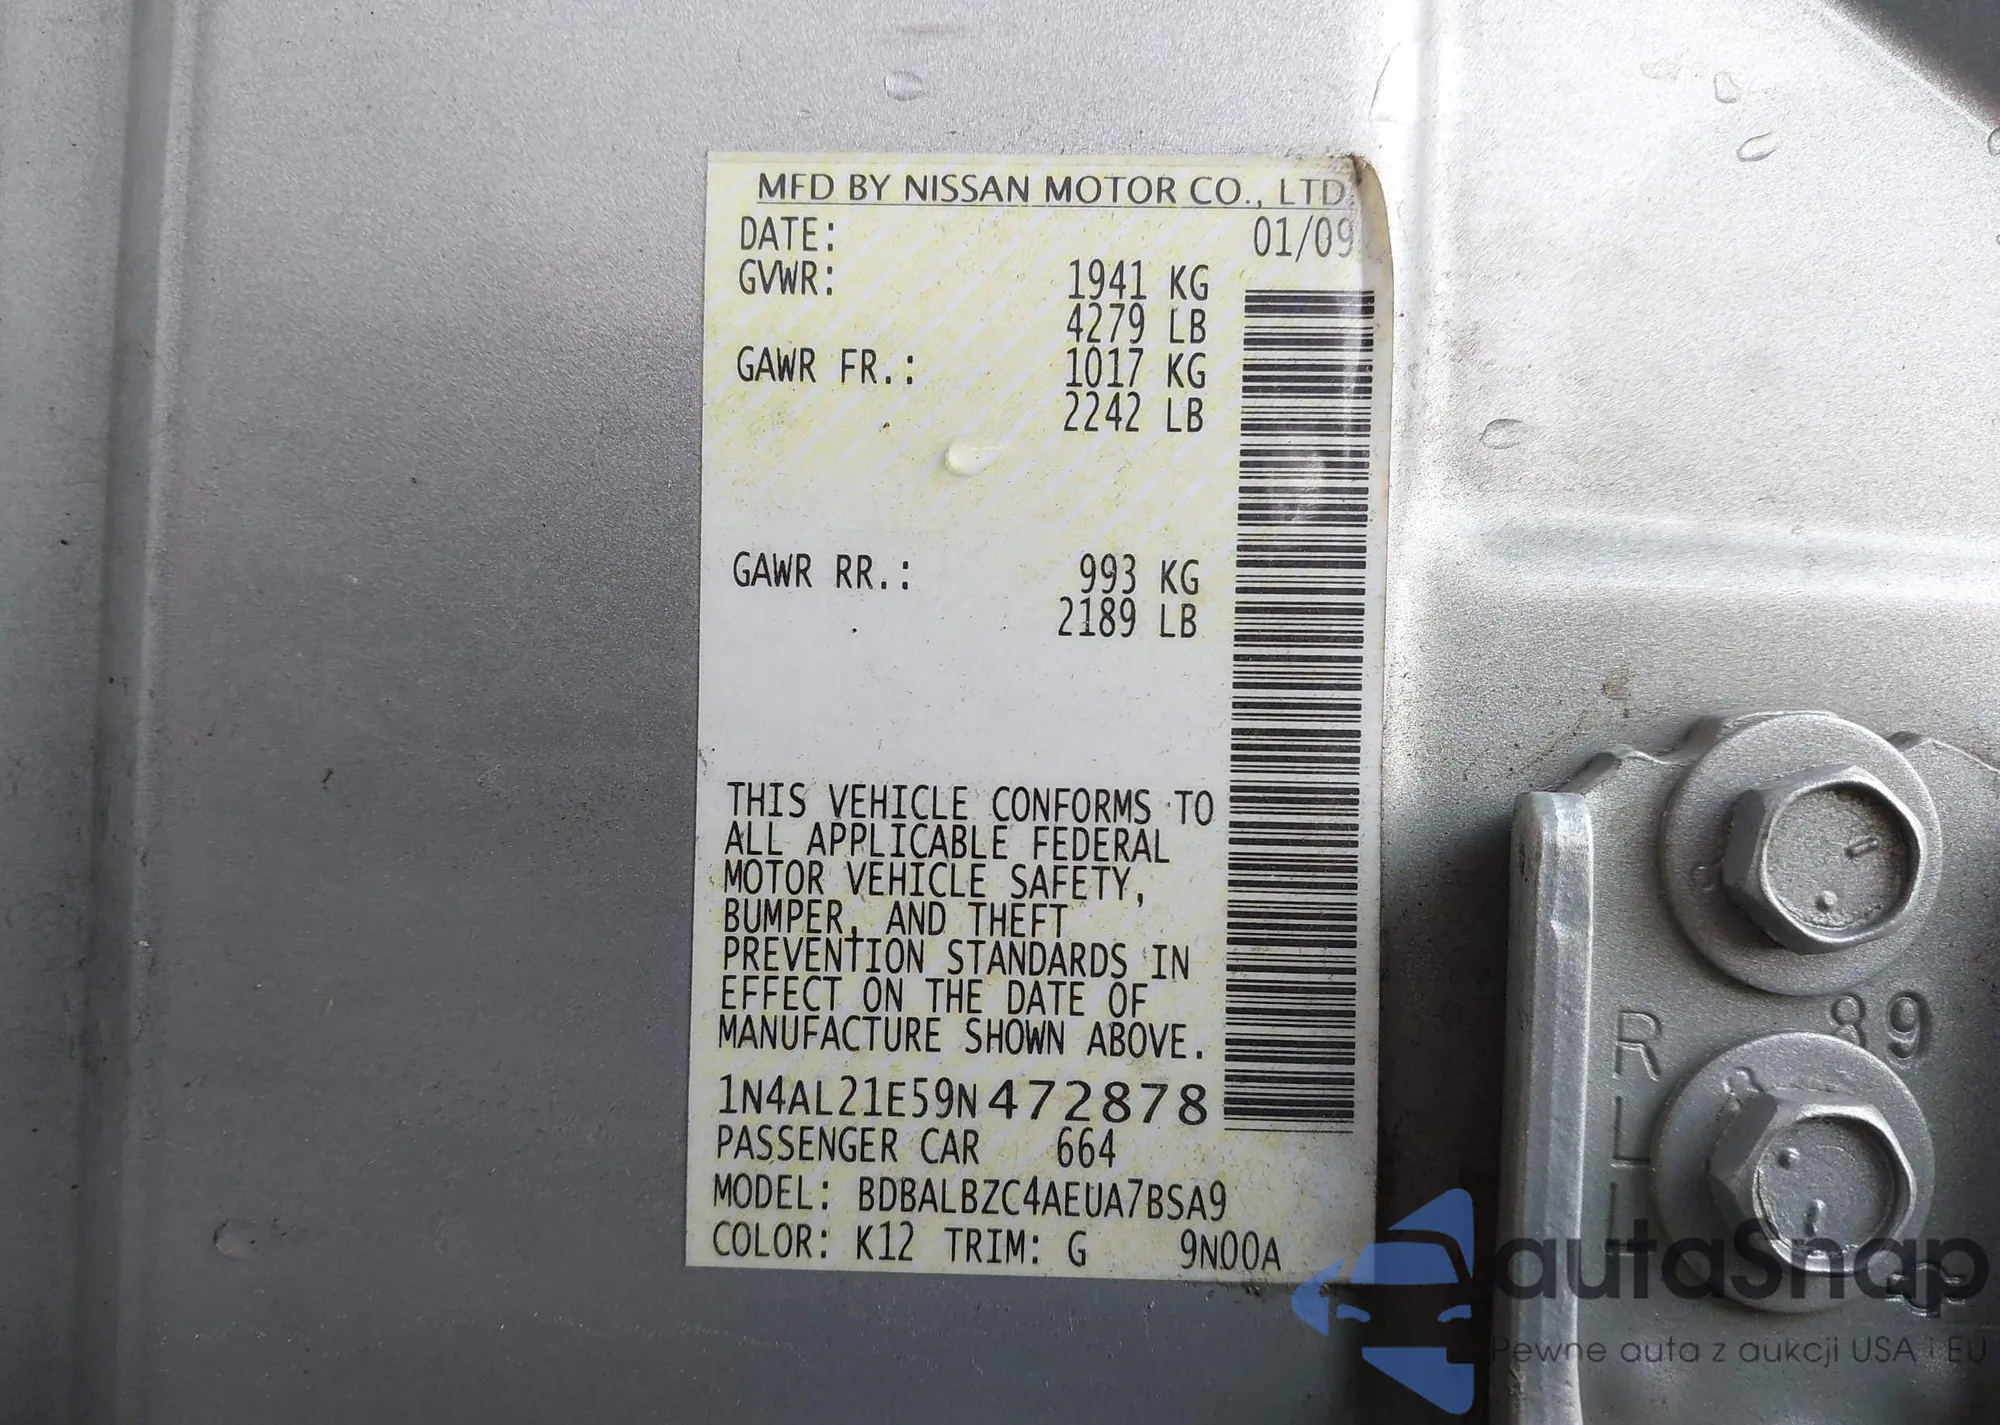 MFD BY NISSAN MOTOR CO., LTD.
DATE: 01/09
GVWR: 1941 KG
4279 LB
GAWR FR.: 1017 KG
2242 LB
GAWR RR.: 993 KG
2189 LB
THIS VEHICLE CONFORMS TO
ALL APPLICABLE FEDERAL
MOTOR VEHICLE SAFETY,
BUMPER, AND THEFT
PREVENTION STANDARDS IN
EFFECT ON THE DATE OF
MANUFACTURE SHOWN ABOVE.
1N4AL21E59N472878
PASSENGER CAR 664
MODEL: BDBALBZC4AEUA7BSA9
COLOR: K12 TRIM: G 9N00A
89
R
L
autaSnap
Pewne auta z aukcji USA i EU